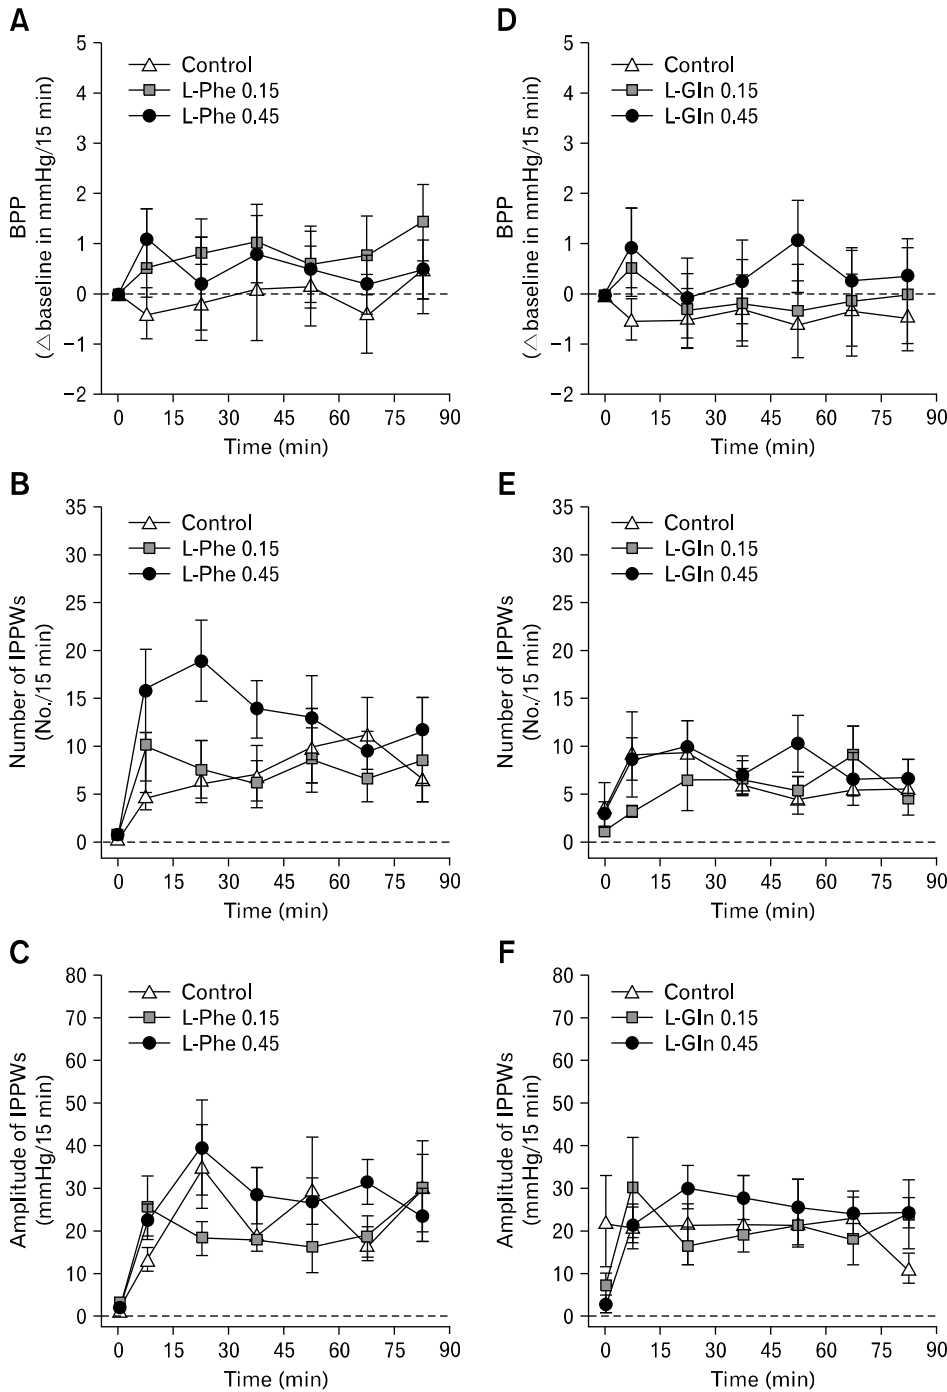 A
BPP
(△ baseline in mmHg/15 min)
5
4
3
2
1
0
−1
−2
Control
L-Phe 0.15
L-Phe 0.45
0 15 30 45 60 75 90
Time (min)
D
BPP
(△ baseline in mmHg/15 min)
5
4
3
2
1
0
−1
−2
Control
L-Gln 0.15
L-Gln 0.45
0 15 30 45 60 75 90
Time (min)
B
Number of IPPWs
(No./15 min)
35
30
25
20
15
10
5
0
Control
L-Phe 0.15
L-Phe 0.45
0 15 30 45 60 75 90
Time (min)
E
Number of IPPWs
(No./15 min)
35
30
25
20
15
10
5
0
Control
L-Gln 0.15
L-Gln 0.45
0 15 30 45 60 75 90
Time (min)
C
Amplitude of IPPWs
(mmHg/15 min)
80
70
60
50
40
30
20
10
0
Control
L-Phe 0.15
L-Phe 0.45
0 15 30 45 60 75 90
Time (min)
F
Amplitude of IPPWs
(mmHg/15 min)
80
70
60
50
40
30
20
10
0
Control
L-Gln 0.15
L-Gln 0.45
0 15 30 45 60 75 90
Time (min)